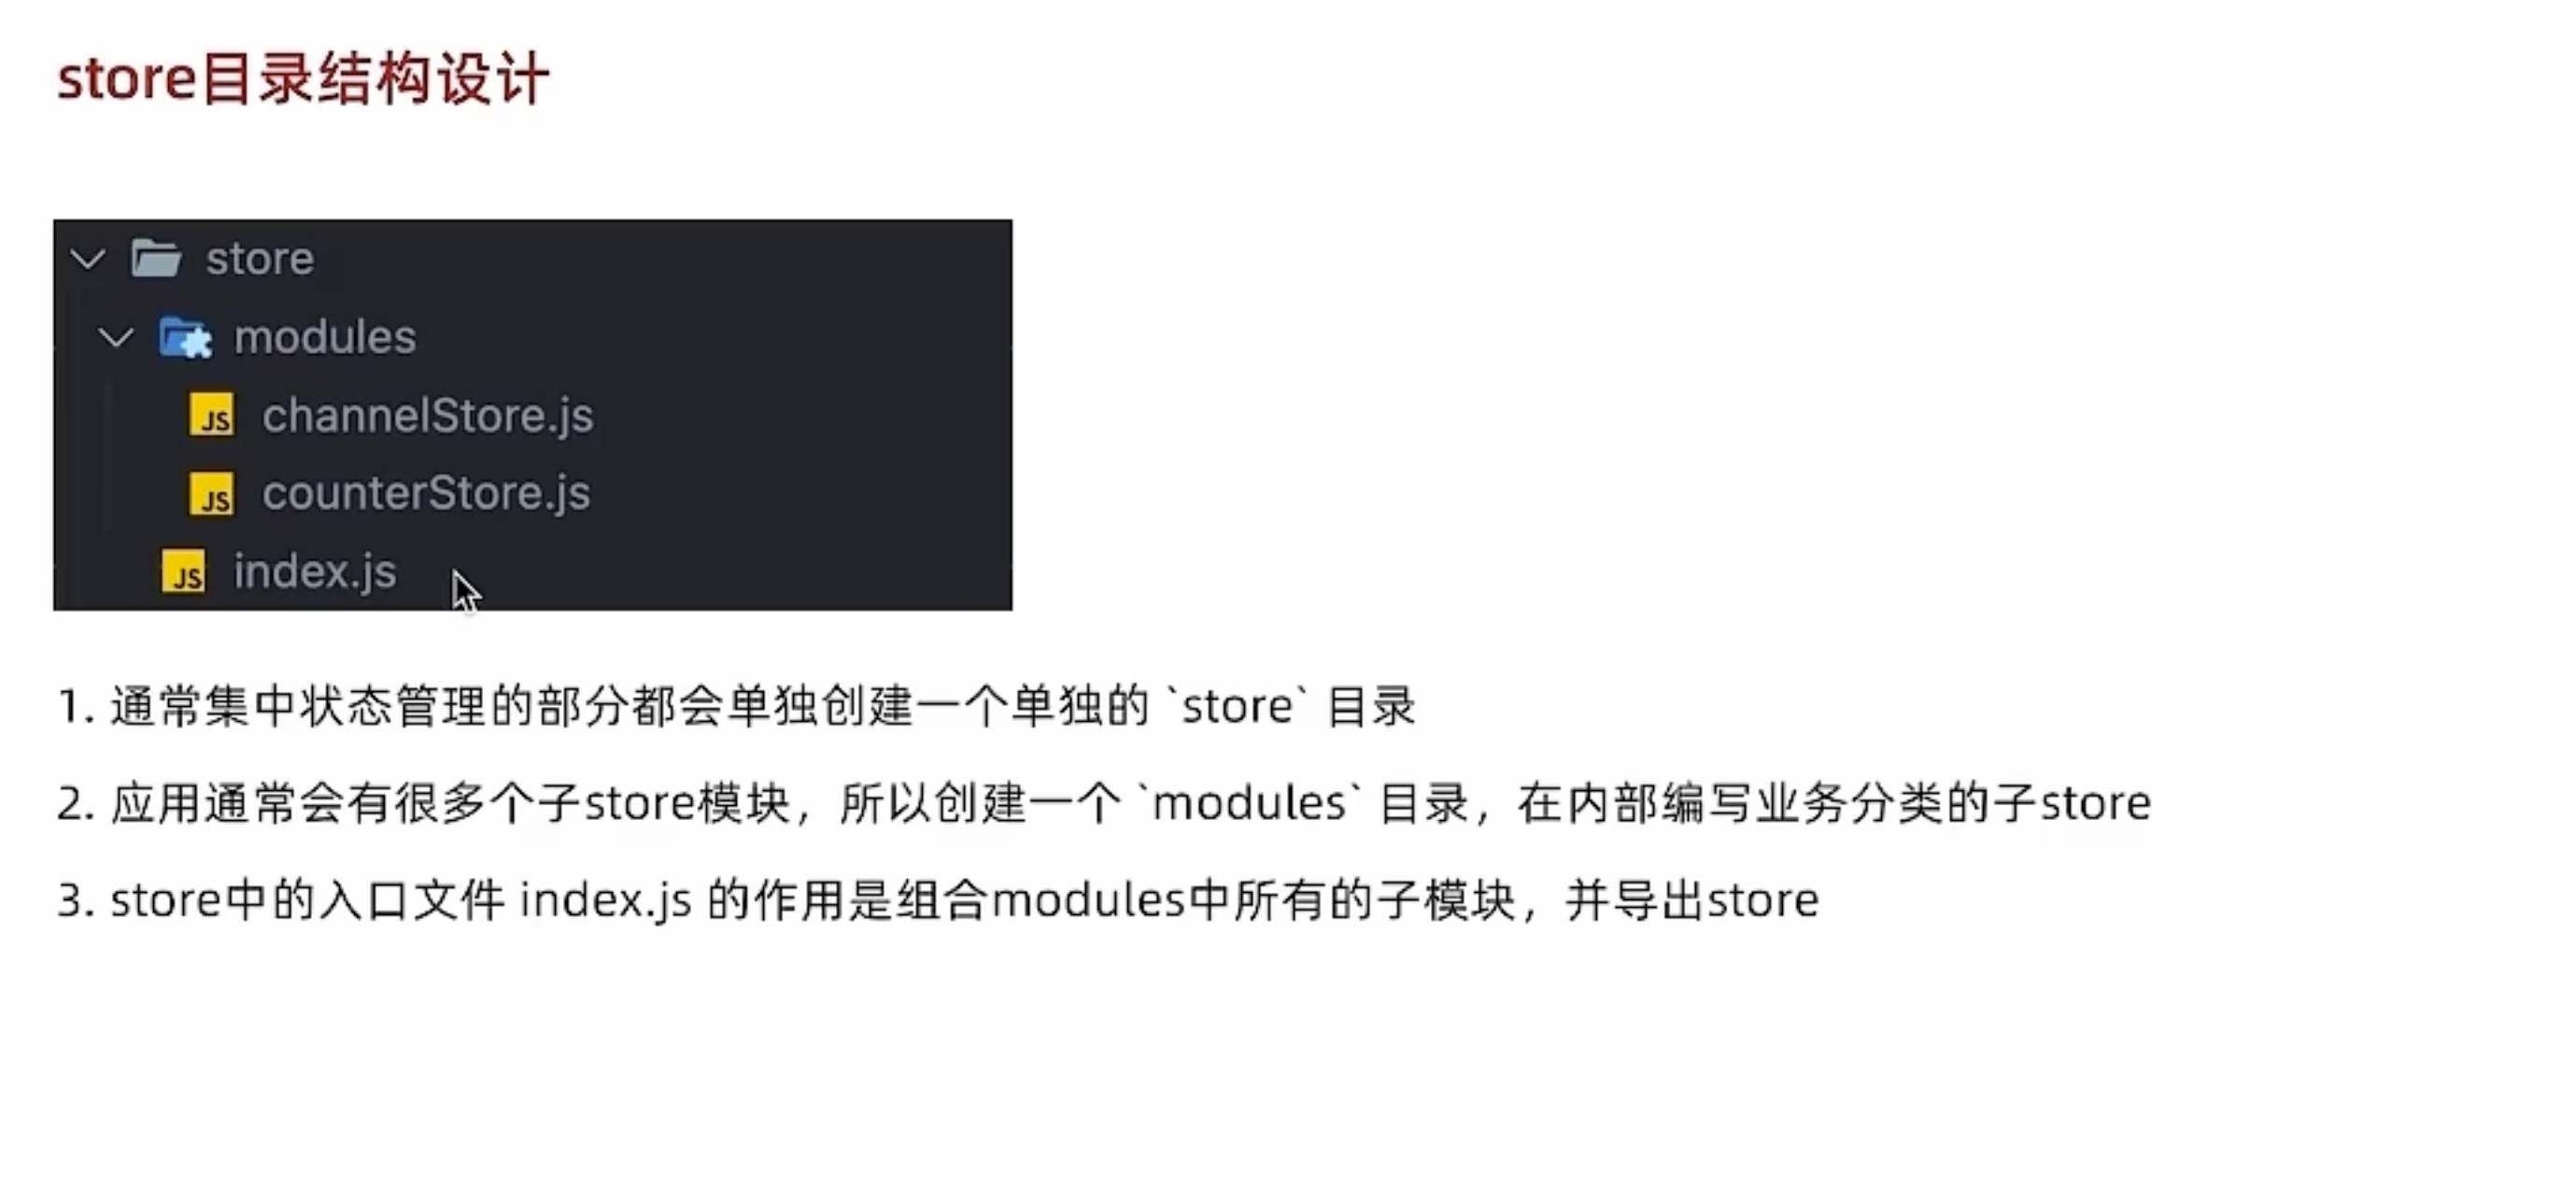 store目录结构设计
store
modules
JS channelStore.js
JS counterStore.js
JS index.js
1. 通常集中状态管理的部分都会单独创建一个单独的 `store` 目录
2. 应用通常会有很多个子store模块，所以创建一个 `modules` 目录，在内部编写业务分类的子store
3. store中的入口文件 index.js 的作用是组合modules中所有的子模块，并导出store